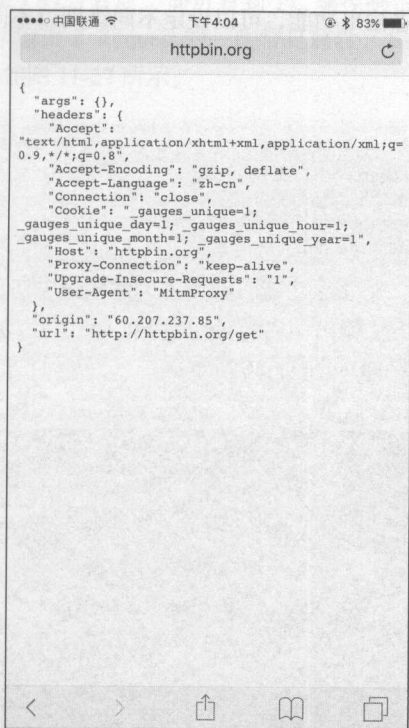 中国联通 下午4:04 83%
httpbin.org
{
  "args": {},
  "headers": {
    "Accept":
"text/html,application/xhtml+xml,application/xml;q=
0.9,*/*;q=0.8",
    "Accept-Encoding": "gzip, deflate",
    "Accept-Language": "zh-cn",
    "Connection": "close",
    "Cookie": "_gauges_unique=1;
_gauges_unique_day=1; _gauges_unique_hour=1;
_gauges_unique_month=1; _gauges_unique_year=1",
    "Host": "httpbin.org",
    "Proxy-Connection": "keep-alive",
    "Upgrade-Insecure-Requests": "1",
    "User-Agent": "MitmProxy"
  },
  "origin": "60.207.237.85",
  "url": "http://httpbin.org/get"
}